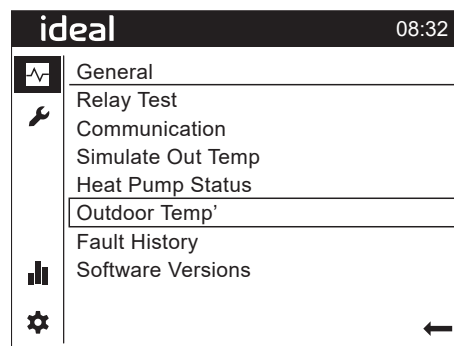 ideal 08:32
General
Relay Test
Communication
Simulate Out Temp
Heat Pump Status
Outdoor Temp’
Fault History
Software Versions